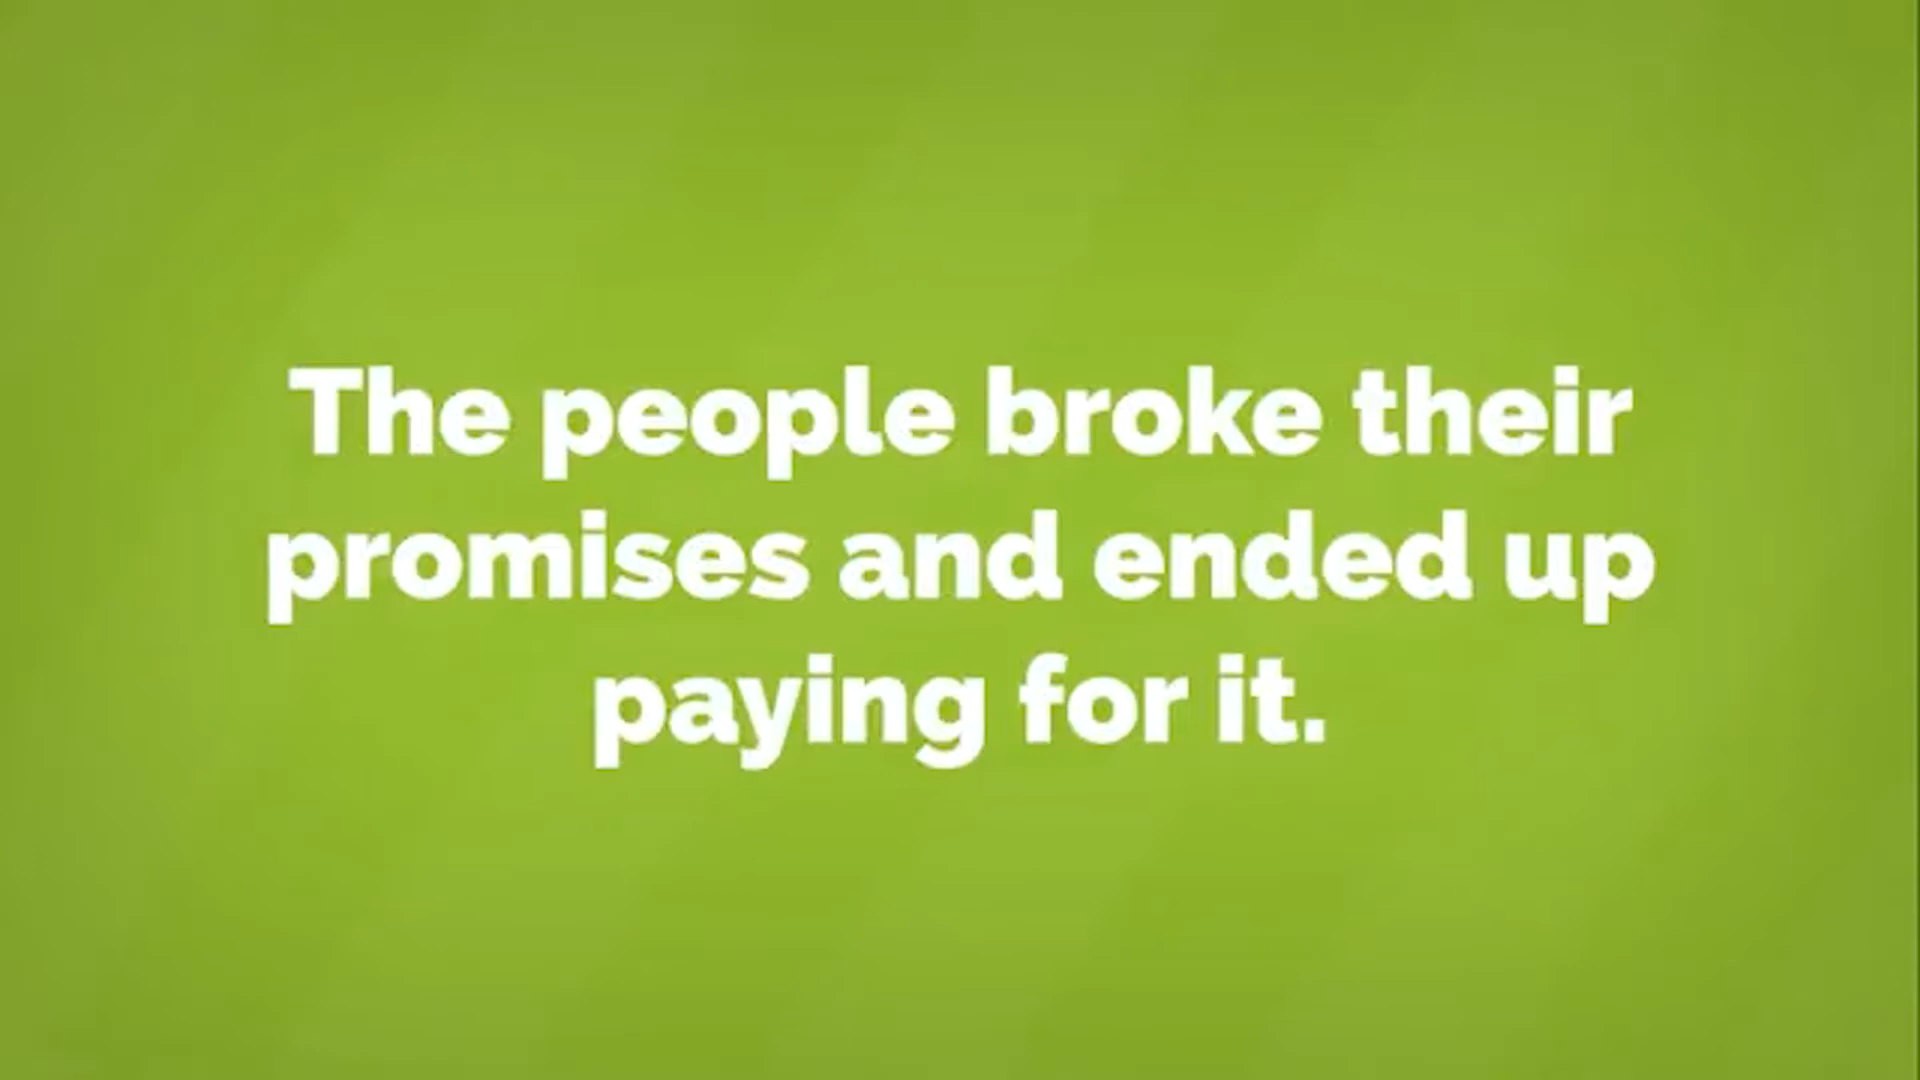 The people broke their
promises and ended up
paying for it.